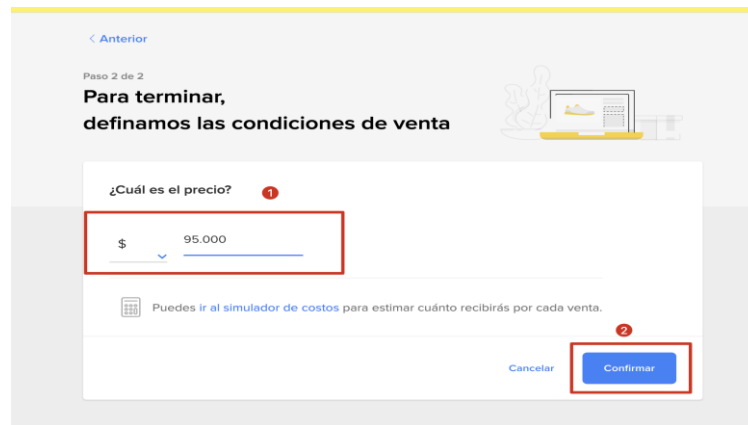 < Anterior
Paso 2 de 2
Para terminar,
definamos las condiciones de venta
¿Cuál es el precio?
1
$ 95.000
Puedes ir al simulador de costos para estimar cuánto recibirás por cada venta.
2
Cancelar Confirmar